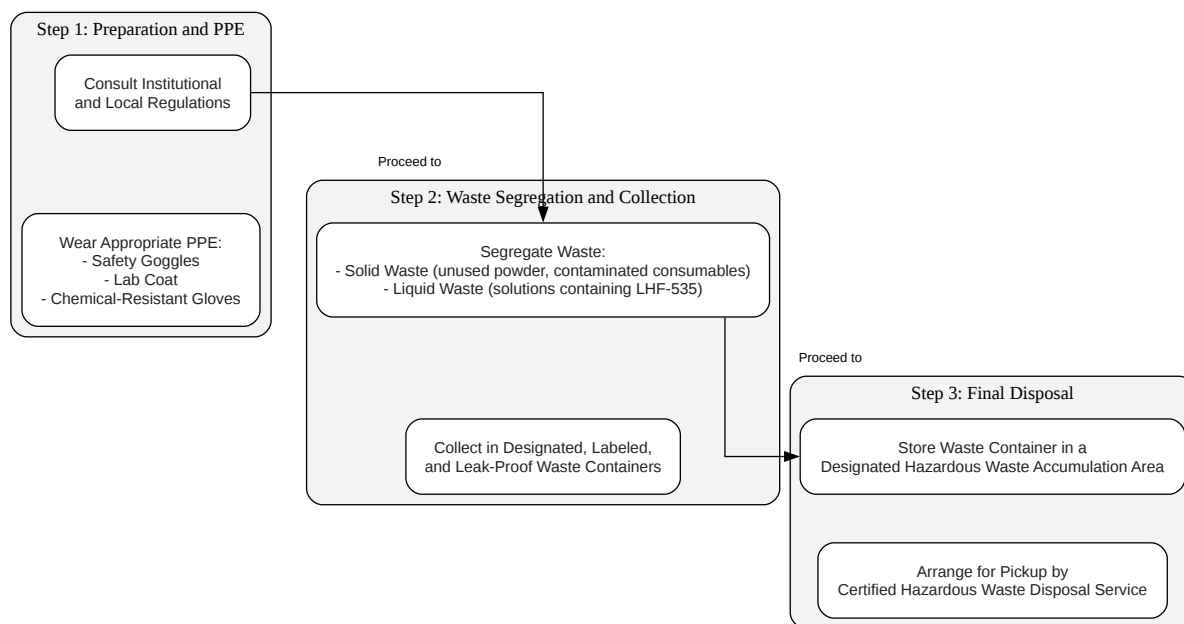 Step 1: Preparation and PPE
Consult Institutional
and Local Regulations
Wear Appropriate PPE:
- Safety Goggles
- Lab Coat
- Chemical-Resistant Gloves
Proceed to
Step 2: Waste Segregation and Collection
Segregate Waste:
- Solid Waste (unused powder, contaminated consumables)
- Liquid Waste (solutions containing LHF-535)
Collect in Designated, Labeled,
and Leak-Proof Waste Containers
Proceed to
Step 3: Final Disposal
Store Waste Container in a
Designated Hazardous Waste Accumulation Area
Arrange for Pickup by
Certified Hazardous Waste Disposal Service